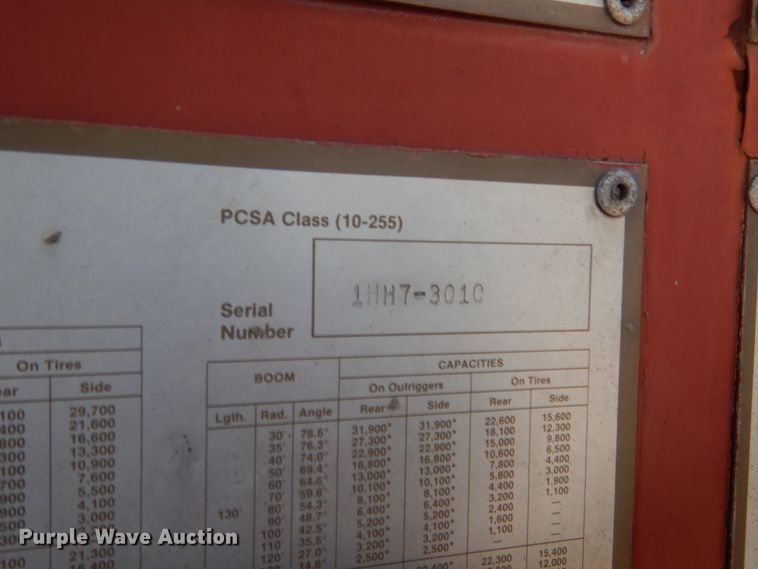 PCSA Class (10-255)
Serial
Number
1HH7-3010
On Tires
Side
100 29,700
400 21,600
800 16,600
300 13,300
100 10,900
7,600
5,500
900 4,100
3,000
21,300
16,400
BOOM CAPACITIES
On Outriggers On Tires
Lgth. Rad. Angle Rear Side Rear Side
130'
30' 78.6° 31,900* 31,900* 22,600 15,600
35' 76.3° 27,300* 27,300* 18,100 12,300
40' 74.0° 22,900* 22,900* 15,000 9,800
50' 69.4° 16,800* 16,800* 10,600 6,500
60' 64.6° 13,000* 13,000* 7,800 4,400
70' 59.6° 10,100* 10,100* 5,800 3,000
80' 54.3° 8,100* 8,100* 4,400 1,900
90' 48.7° 6,400* 6,400* 3,200 1,100
100' 42.5° 5,200* 5,200* 2,400 —
110' 35.5° 4,100* 4,100* 1,600 —
120' 27.0° 3,200* 3,200* 1,100 —
14.6° 2,500* 2,500* — —
22,300 15,400
12,000
Purple Wave Auction